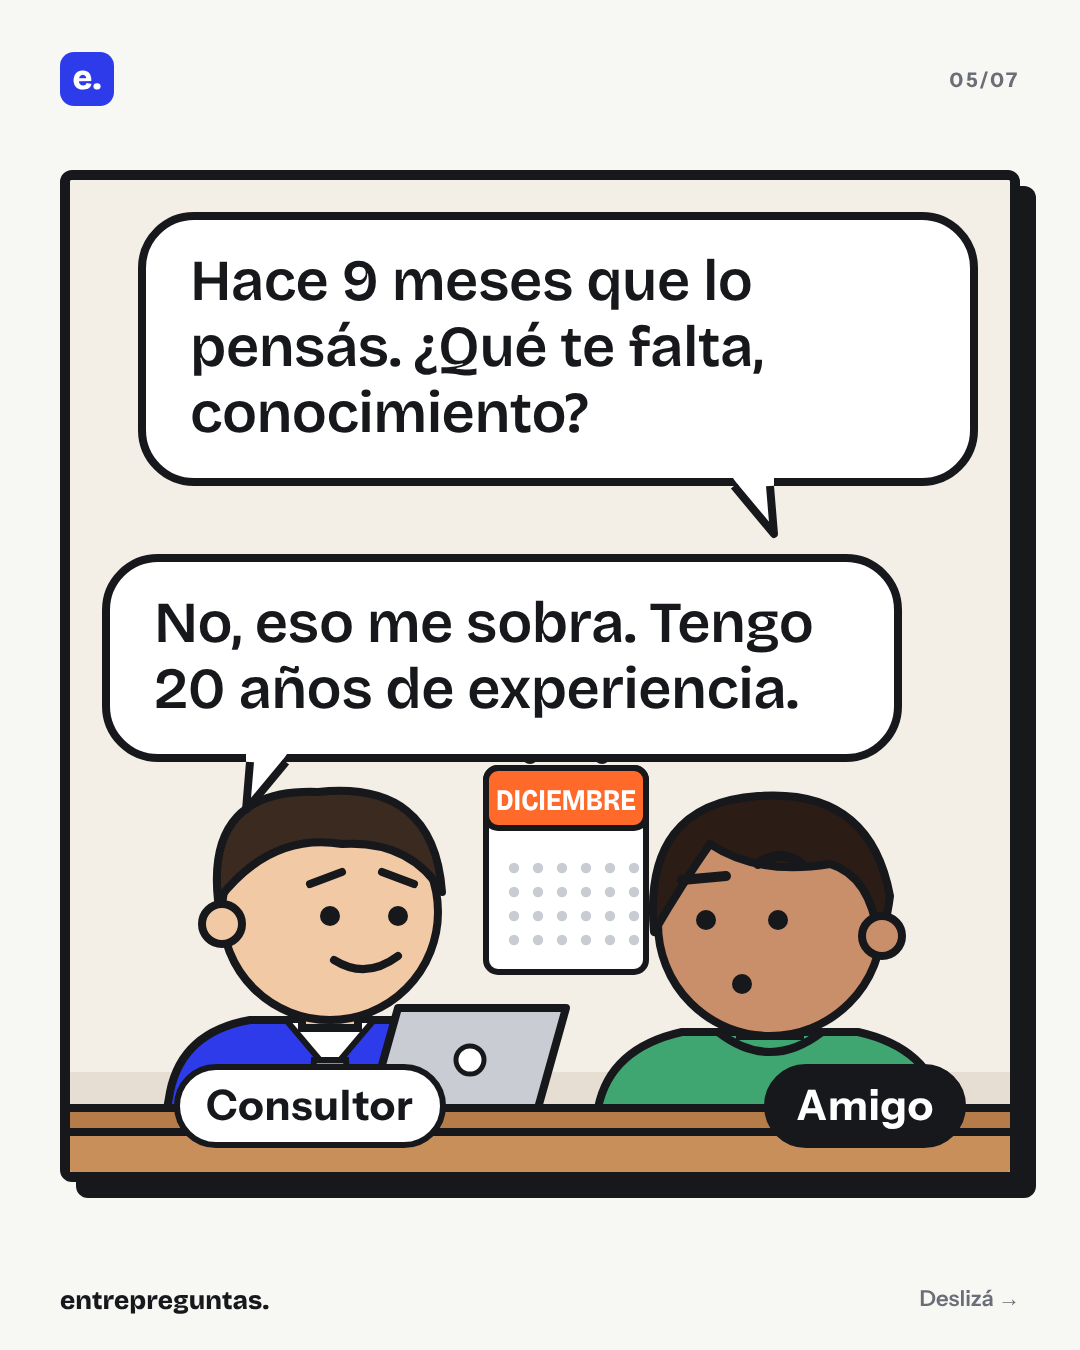 e.
05/07
Hace 9 meses que lo
pensás. ¿Qué te falta,
conocimiento?
No, eso me sobra. Tengo
20 años de experiencia.
DICIEMBRE
Consultor
Amigo
entrepreguntas.
Deslizá →